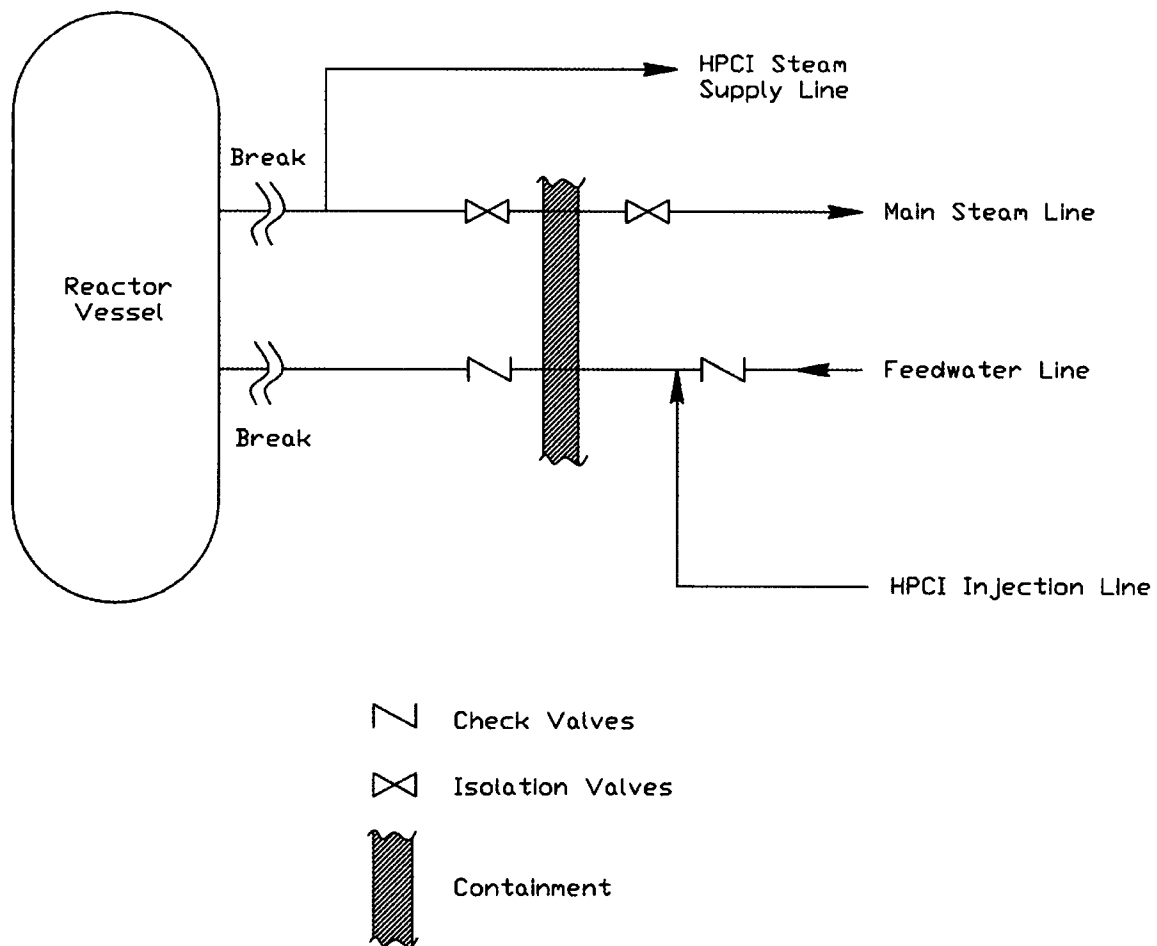 HPCI Steam
Supply Line
Break
Main Steam Line
Reactor
Vessel
Feedwater Line
Break
HPCI Injection Line
Check Valves
Isolation Valves
Containment